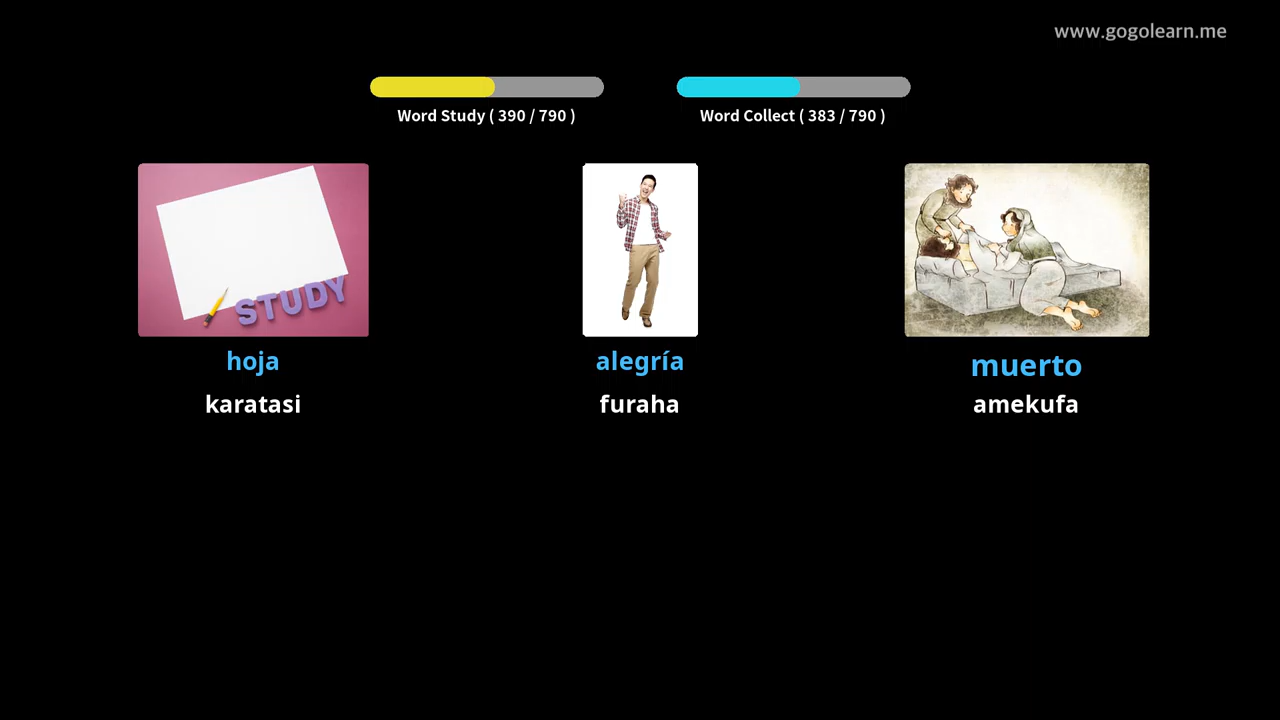 www.gogolearn.me
Word Study ( 390 / 790 )
Word Collect ( 383 / 790 )
STUDY
hoja
alegría
muerto
karatasi
furaha
amekufa